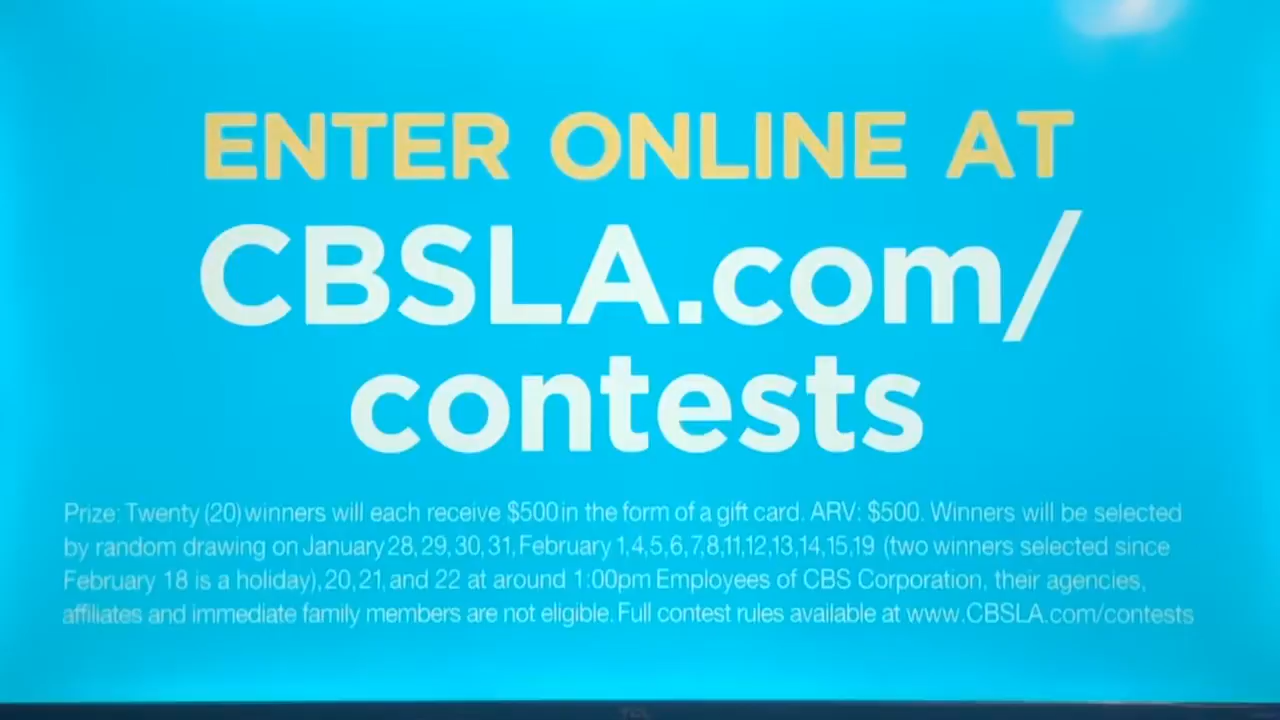 ENTER ONLINE AT
CBSLA.com/
contests
Prize: Twenty (20) winners will each receive $500 in the form of a gift card. ARV: $500. Winners will be selected
by random drawing on January 28, 29, 30, 31, February 1,4,5,6,7,8,11,12,13,14,15,19 (two winners selected since
February 18 is a holiday), 20, 21, and 22 at around 1:00pm Employees of CBS Corporation, their agencies,
affiliates and immediate family members are not eligible. Full contest rules available at www.CBSLA.com/contests
TCL